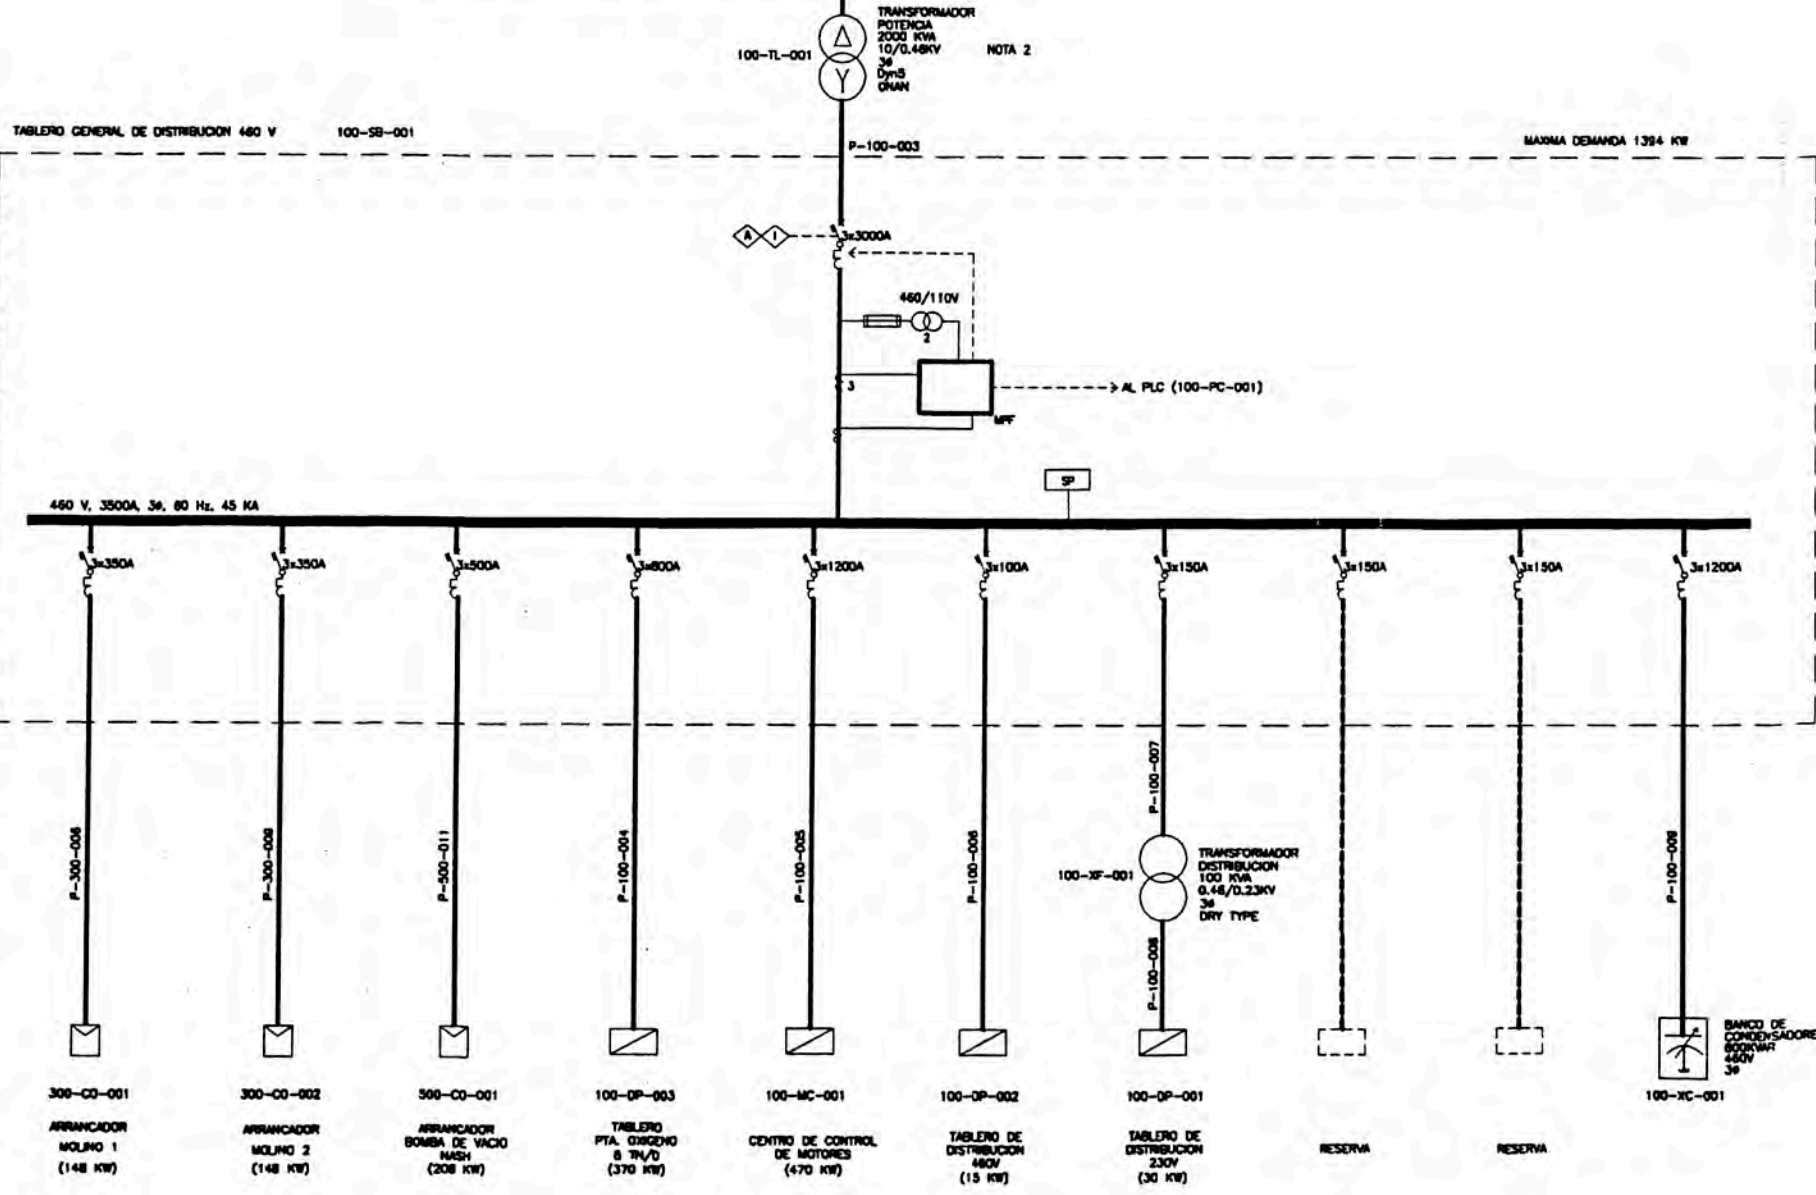 TRANSFORMADOR
POTENCIA
2000 KVA
10/0.46KV
3ø
Dyn5
ONAN
NOTA 2
100-TL-001
TABLERO GENERAL DE DISTRIBUCION 460 V
100-SB-001
P-100-003
MAXIMA DEMANDA 1394 KW
A
I
3x3000A
460/110V
2
3
AL PLC (100-PC-001)
MPF
SP
460 V, 3500A, 3ø, 60 Hz, 45 KA
3x350A
3x350A
3x500A
3x800A
3x1200A
3x100A
3x150A
3x150A
3x150A
3x1200A
P-300-009
P-500-011
P-100-004
P-100-005
P-100-006
P-100-007
100-XF-001
TRANSFORMADOR
DISTRIBUCION
100 KVA
0.46/0.23KV
3ø
DRY TYPE
P-100-008
P-100-009
BANCO DE
CONDENSADORE
460V
3ø
300-CO-001
300-CO-002
500-CO-001
100-DP-003
100-MC-001
100-DP-002
100-DP-001
100-XC-001
ARRANCADOR
MOLINO 1
(148 KW)
ARRANCADOR
MOLINO 2
(148 KW)
ARRANCADOR
BOMBA DE VACIO
NASH
(208 KW)
TABLERO
PTA. OXIGENO
TN/D
(370 KW)
CENTRO DE CONTROL
DE MOTORES
(470 KW)
TABLERO DE
DISTRIBUCION
460V
(15 KW)
TABLERO DE
DISTRIBUCION
230V
(30 KW)
RESERVA
RESERVA